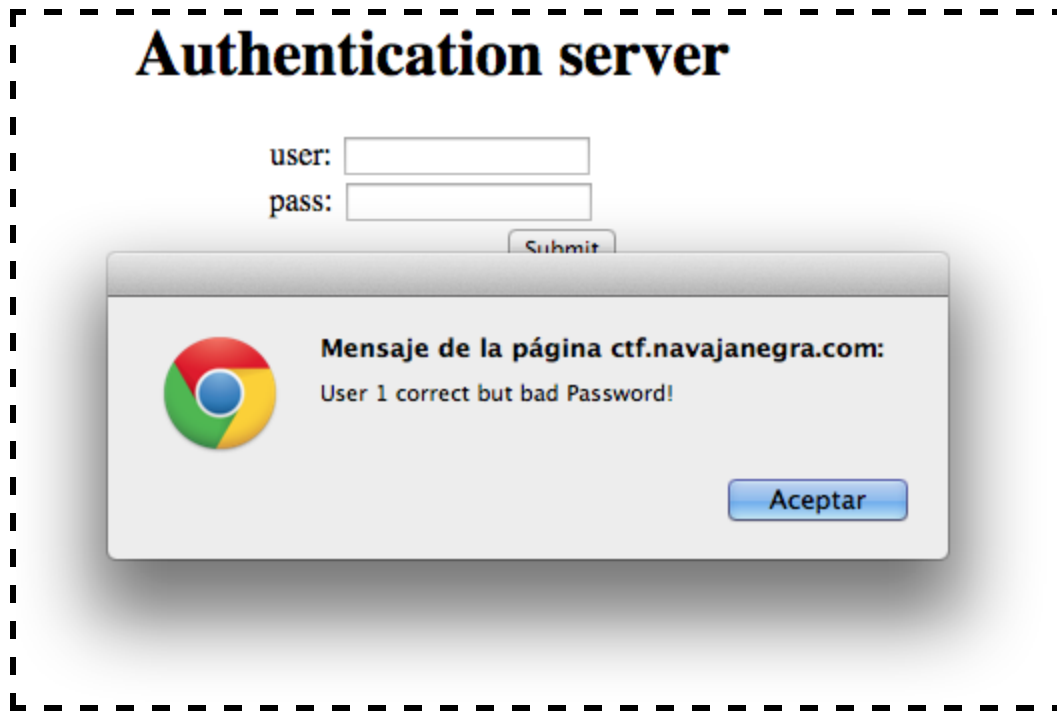 Authentication server
user:
pass:
Submit
Mensaje de la página ctf.navajanegra.com:
User 1 correct but bad Password!
Aceptar